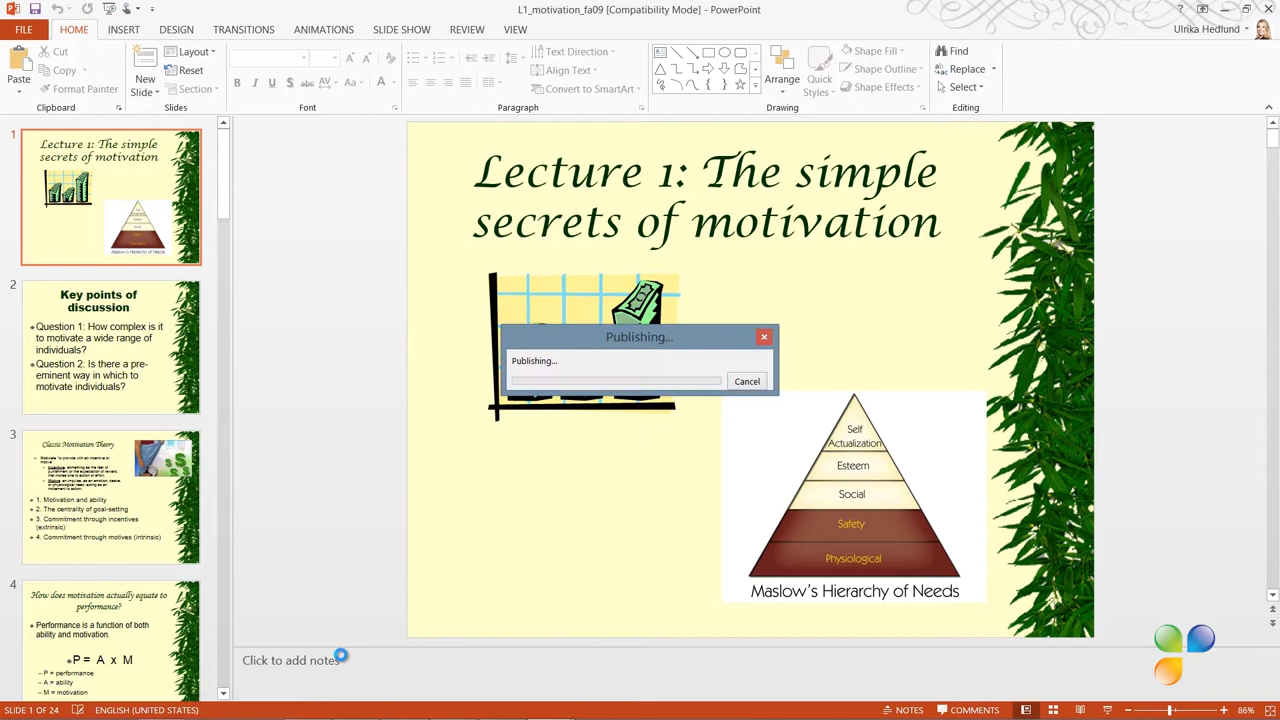 L1_motivation_fa09 [Compatibility Mode] - PowerPoint
FILE HOME INSERT DESIGN TRANSITIONS ANIMATIONS SLIDE SHOW REVIEW VIEW
Ulrika Hedlund
Paste
Cut
Copy
Format Painter
Clipboard
New
Slide
Layout
Reset
Section
Slides
B I U S abc AV Aa A
Font
Text Direction
Align Text
Convert to SmartArt
Paragraph
Arrange
Quick
Styles
Shape Fill
Shape Outline
Shape Effects
Drawing
Find
Replace
Select
Editing
1
Lecture 1: The simple
secrets of motivation
Maslow's Hierarchy of Needs
2
Key points of
discussion
Question 1: How complex is it
to motivate a wide range of
individuals?
Question 2: Is there a pre-
eminent way in which to
motivate individuals?
3
Classic Motivation Theory
1. Motivation and ability
2. The centrality of goal-setting
3. Commitment through incentives
(extrinsic)
4. Commitment through motives (intrinsic)
4
How does motivation actually equate to
performance?
Performance is a function of both
ability and motivation.
P = A x M
– P = performance
– A = ability
– M = motivation
Lecture 1: The simple
secrets of motivation
Publishing...
Publishing...
Cancel
Self
Actualization
Esteem
Social
Safety
Physiological
Maslow's Hierarchy of Needs
Click to add notes
SLIDE 1 OF 24 ENGLISH (UNITED STATES) NOTES COMMENTS 86%